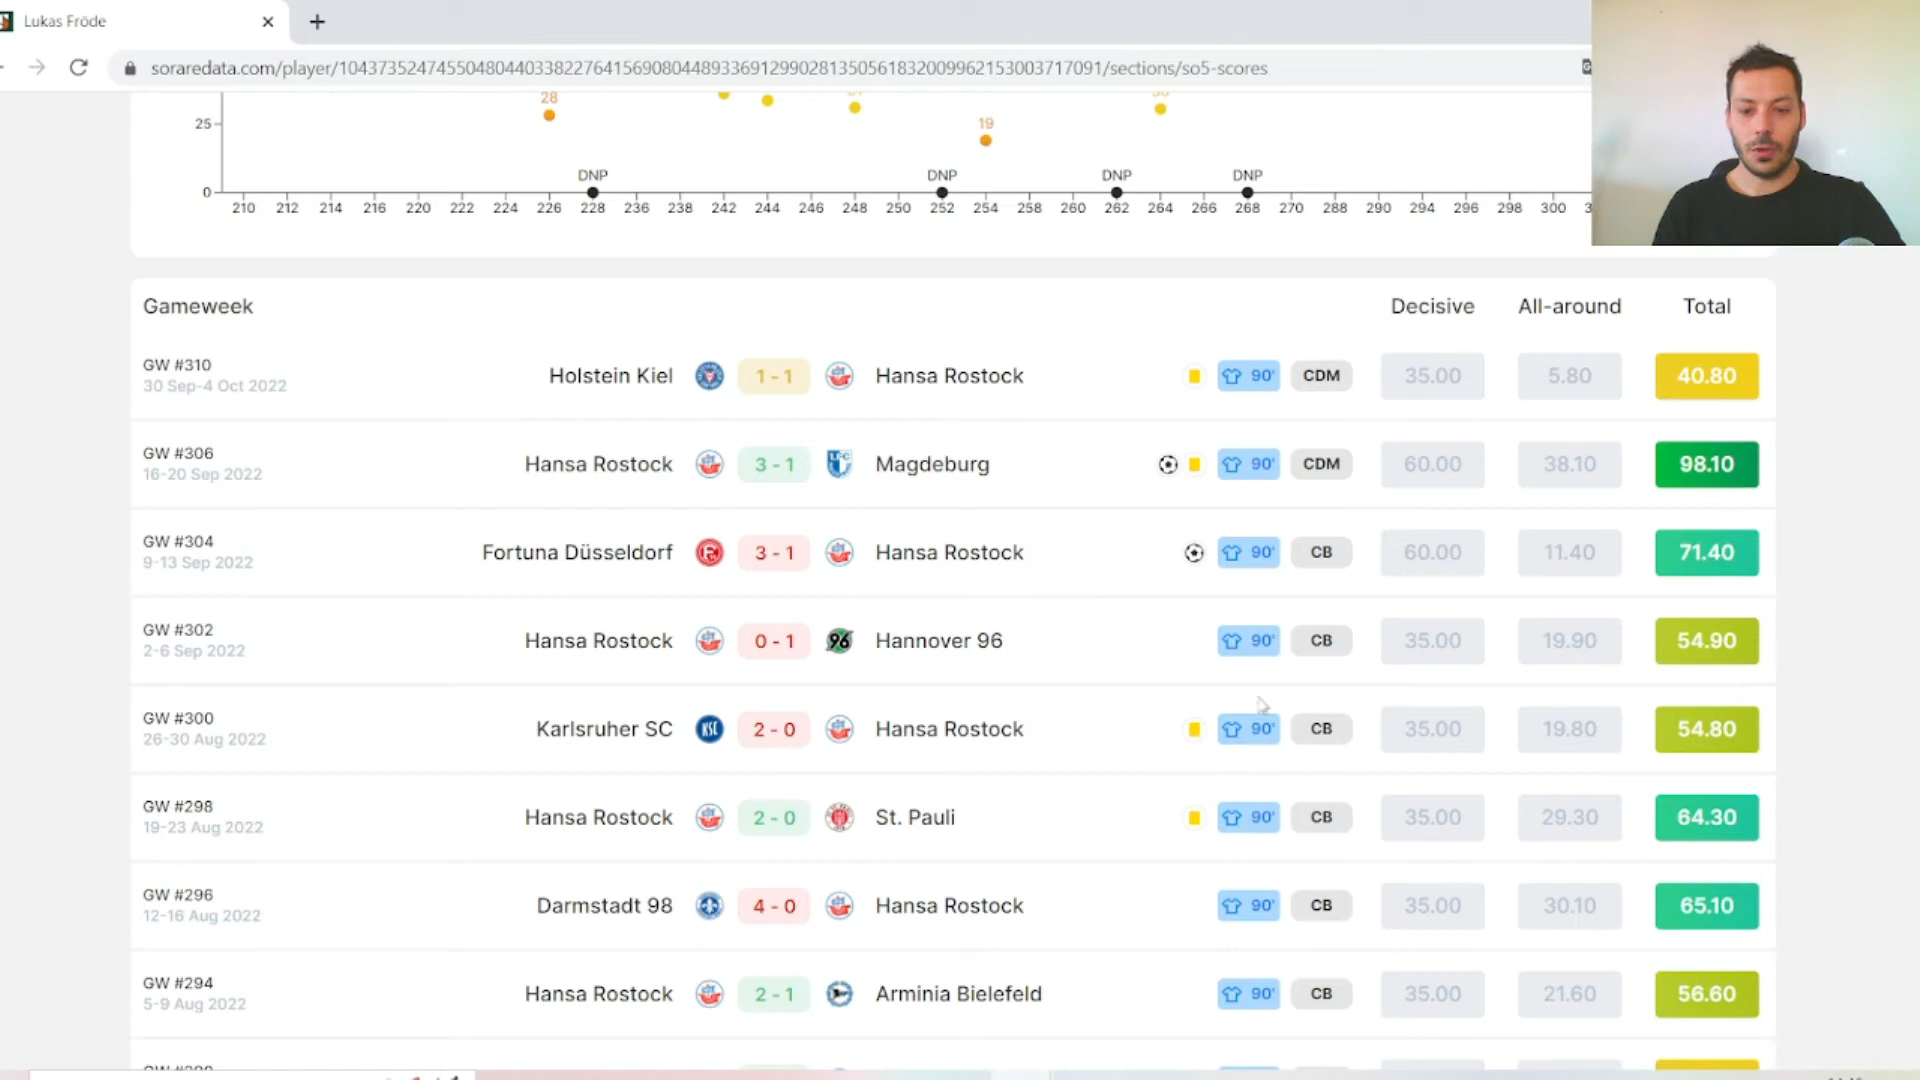 Lukas Fröde
soraredata.com/player/10437352474550480440338227641569080448933691299028135056183200996215300371709​1/sections/so5-scores
28
25
19
DNP DNP DNP DNP
0
210 212 214 216 220 222 224 226 228 236 238 242 244 246 248 250 252 254 258 260 262 264 266 268 270 288 290 294 296 298 300
Gameweek Decisive All-around Total
GW #310
30 Sep-4 Oct 2022
Holstein Kiel 1 - 1 Hansa Rostock 90' CDM 35.00 5.80 40.80
GW #306
16-20 Sep 2022
Hansa Rostock 3 - 1 Magdeburg 90' CDM 60.00 38.10 98.10
GW #304
9-13 Sep 2022
Fortuna Düsseldorf 3 - 1 Hansa Rostock 90' CB 60.00 11.40 71.40
GW #302
2-6 Sep 2022
Hansa Rostock 0 - 1 96 Hannover 96 90' CB 35.00 19.90 54.90
GW #300
26-30 Aug 2022
Karlsruher SC KSC 2 - 0 Hansa Rostock 90' CB 35.00 19.80 54.80
GW #298
19-23 Aug 2022
Hansa Rostock 2 - 0 St. Pauli 90' CB 35.00 29.30 64.30
GW #296
12-16 Aug 2022
Darmstadt 98 4 - 0 Hansa Rostock 90' CB 35.00 30.10 65.10
GW #294
5-9 Aug 2022
Hansa Rostock 2 - 1 Arminia Bielefeld 90' CB 35.00 21.60 56.60